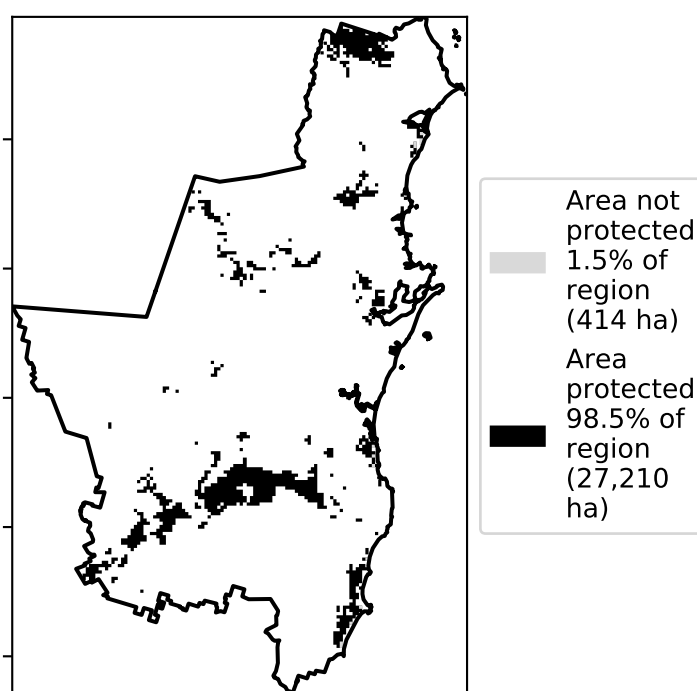 Area not
protected
1.5% of
region
(414 ha)
Area
protected
98.5% of
region
(27,210
ha)